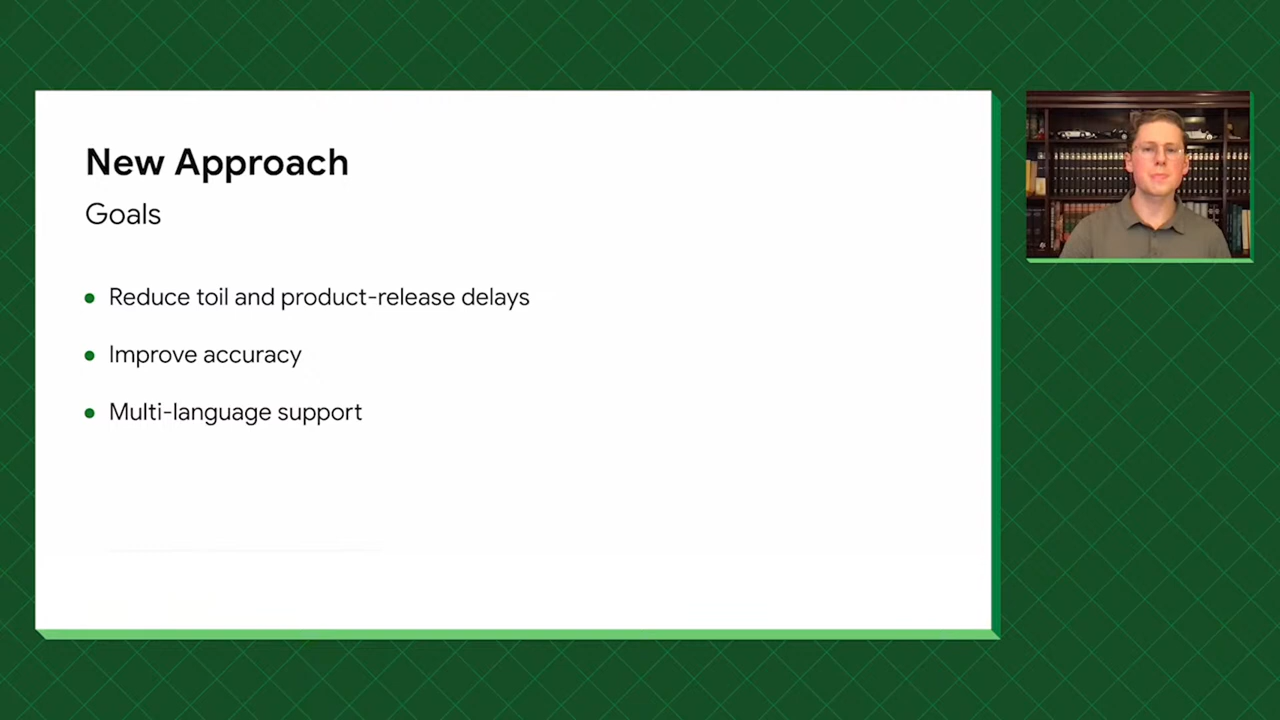 New Approach
Goals
Reduce toil and product-release delays
Improve accuracy
Multi-language support